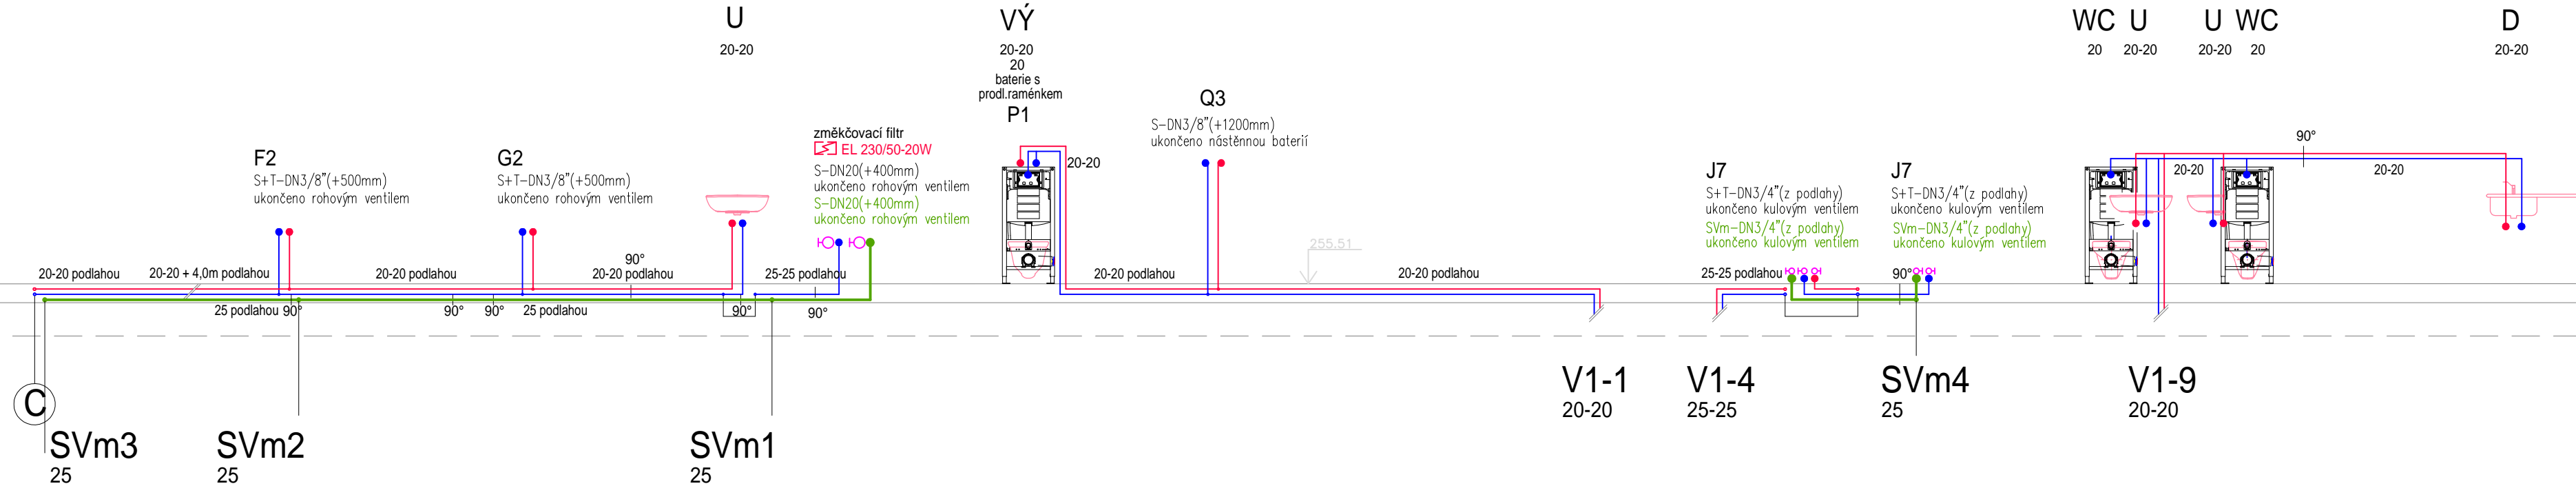 U
20-20
VÝ
20-20
20
baterie s
prodl.raménkem
P1
WC U
20 20-20
U WC
20-20 20
D
20-20
F2
S+T-DN3/8"(+500mm)
ukončeno rohovým ventilem
G2
S+T-DN3/8"(+500mm)
ukončeno rohovým ventilem
změkčovací filtr
EL 230/50-20W
S-DN20(+400mm)
ukončeno rohovým ventilem
S-DN20(+400mm)
ukončeno rohovým ventilem
20-20
Q3
S-DN3/8"(+1200mm)
ukončeno nástěnnou baterií
255.51
J7
S+T-DN3/4"(z podlahy)
ukončeno kulovým ventilem
SVm-DN3/4"(z podlahy)
ukončeno kulovým ventilem
J7
S+T-DN3/4"(z podlahy)
ukončeno kulovým ventilem
SVm-DN3/4"(z podlahy)
ukončeno kulovým ventilem
90°
20-20
20-20
20-20 podlahou
20-20 + 4,0m podlahou
20-20 podlahou
90°
20-20 podlahou
25-25 podlahou
20-20 podlahou
20-20 podlahou
25-25 podlahou
90°
25 podlahou
90°
90°
90°
25 podlahou
90°
90°
C
SVm3
25
SVm2
25
SVm1
25
V1-1
20-20
V1-4
25-25
SVm4
25
V1-9
20-20